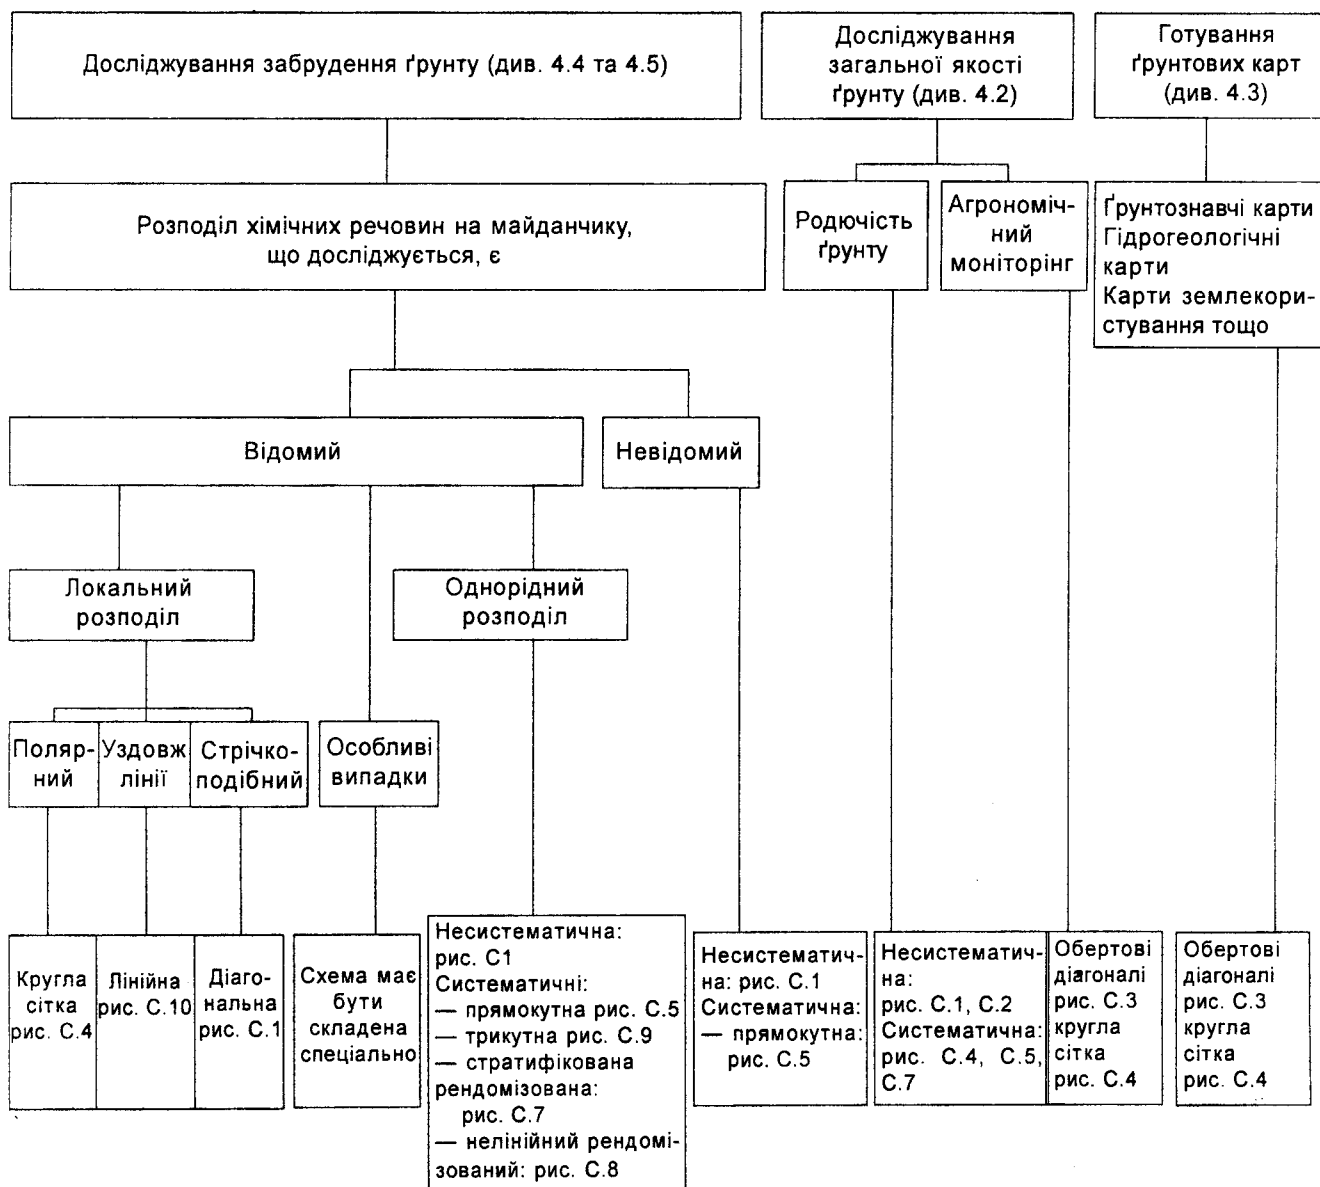 Досліджування забрудення ґрунту (див. 4.4 та 4.5)
Досліджування
загальної якості
ґрунту (див. 4.2)
Готування
ґрунтових карт
(див. 4.3)
Розподіл хімічних речовин на майданчику,
що досліджується, є
Родючість
ґрунту
Агрономіч-
ний
моніторінг
Ґрунтознавчі карти
Гідрогеологічні
карти
Карти землекори-
стування тощо
Відомий
Невідомий
Локальний
розподіл
Однорідний
розподіл
Поляр-
ний
Уздовж
лінії
Стрічко-
подібний
Особливі
випадки
Кругла
сітка
рис. С.4
Лінійна
рис. С.10
Діаго-
нальна
рис. С.1
Схема має
бути
складена
спеціально
Несистематична:
рис. С1
Систематичні:
— прямокутна рис. С.5
— трикутна рис. С.9
— стратифікована
рендомізована:
рис. С.7
— нелінійний рендомі-
зований: рис. С.8
Несистематич-
на: рис. С.1
Систематична:
— прямокутна:
рис. С.5
Несистематич-
на:
рис. С.1, С.2
Систематична:
рис. С.4, С.5,
С.7
Обертові
діагоналі
рис. С.3
кругла
сітка
рис. С.4
Обертові
діагоналі
рис. С.3
кругла
сітка
рис. С.4